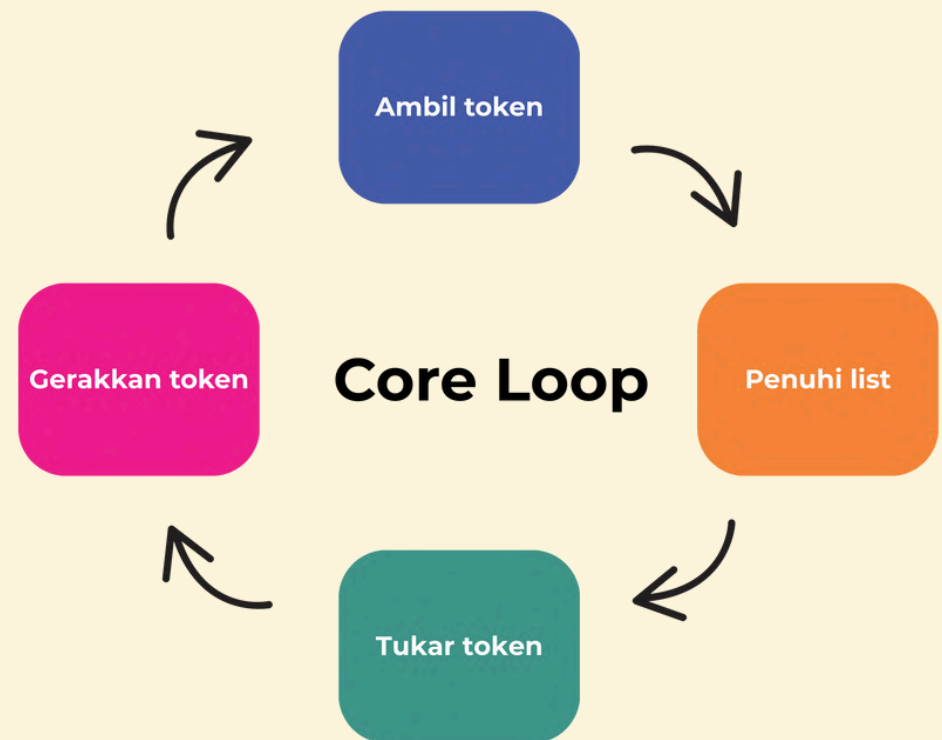 Ambil token
Gerakkan token
Core Loop
Penuhi list
Tukar token